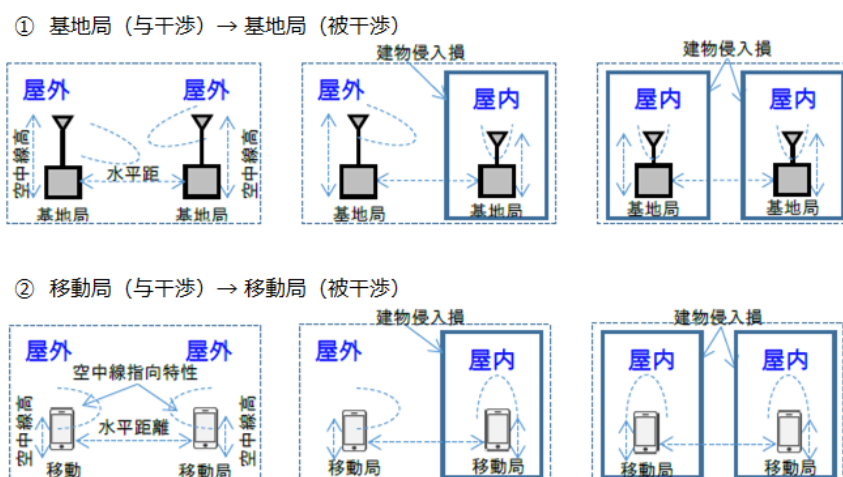 ① 基地局（与干渉）→ 基地局（被干渉）
建物侵入損
建物侵入損
屋外
屋外
屋外
屋内
屋内
屋内
空中線高
水平距
空中線高
基地局
基地局
基地局
基地局
基地局
基地局
② 移動局（与干渉）→ 移動局（被干渉）
建物侵入損
建物侵入損
屋外
屋外
屋外
屋内
屋内
屋内
空中線指向特性
空中線高
水平距離
空中線高
移動
移動局
移動局
移動局
移動局
移動局